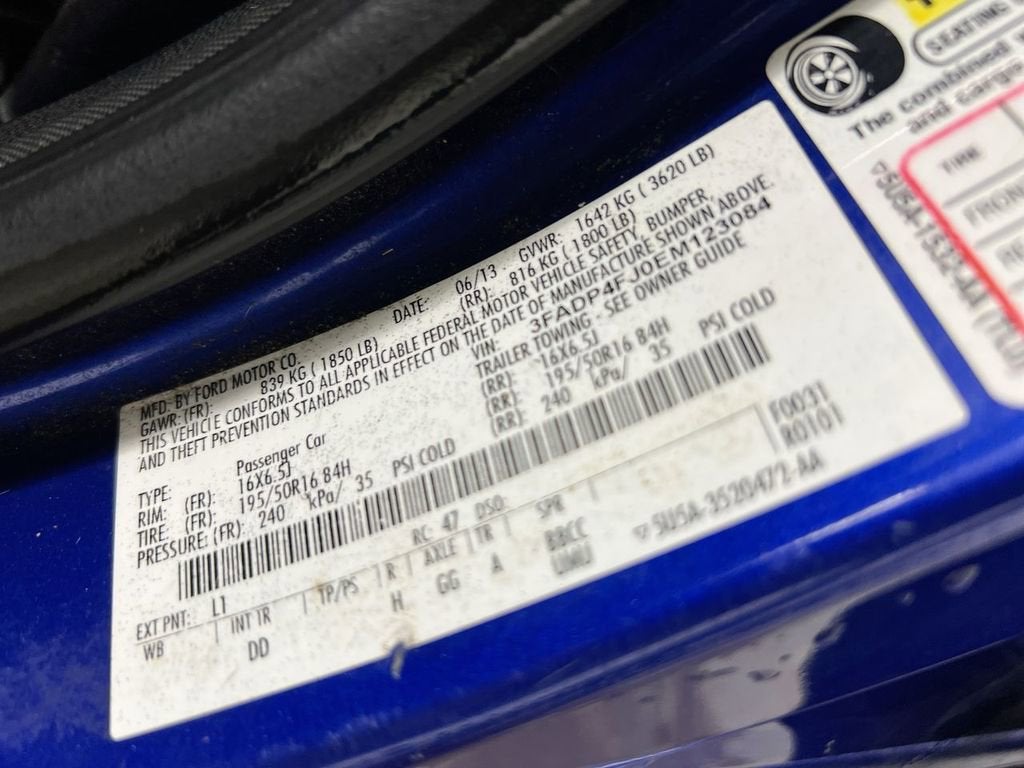 MFD. BY FORD MOTOR CO.
DATE: 06/13 GVWR: 1642 KG ( 3620 LB)
GAWR: (FR): 839 KG ( 1850 LB) (RR): 816 KG ( 1800 LB)
THIS VEHICLE CONFORMS TO ALL APPLICABLE FEDERAL MOTOR VEHICLE SAFETY, BUMPER,
AND THEFT PREVENTION STANDARDS IN EFFECT ON THE DATE OF MANUFACTURE SHOWN ABOVE.
VIN: 3FADP4FJ0EM123084
TYPE: Passenger Car TRAILER TOWING - SEE OWNER GUIDE
RIM: (FR): 16X6.5J (RR): 16X6.5J
TIRE: (FR): 195/50R16 84H (RR): 195/50R16 84H
PRESSURE:(FR): 240 kPa/ 35 PSI COLD (RR): 240 kPa/ 35 PSI COLD
F0031
R0101
EXT PNT: L1 RC: 47 DSO:
WB INT TR TP/PS R AXLE TR SPR
DD H GG A BBCC
UMU
▽5U5A-3520472-AA
SEATING
The combined
and cargo
TIRE
FRONT
▽5U5A-1532-AA